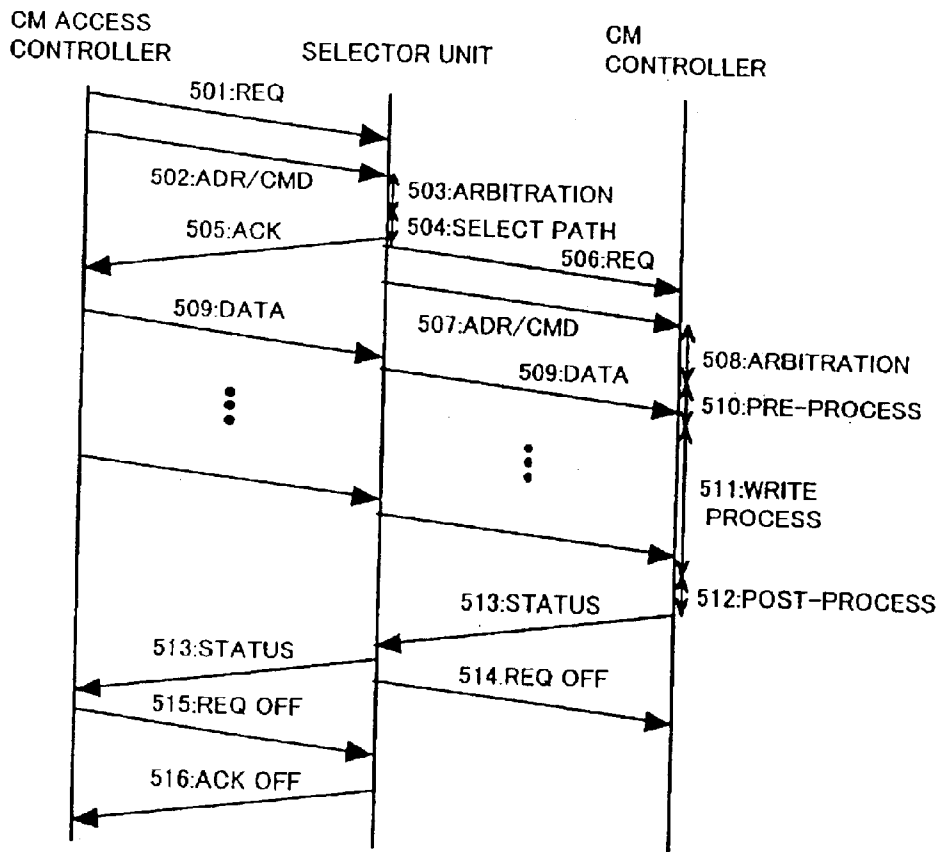 CM ACCESS
CONTROLLER
SELECTOR UNIT
CM
CONTROLLER
501:REQ
502:ADR/CMD
503:ARBITRATION
505:ACK
504:SELECT PATH
506:REQ
509:DATA
507:ADR/CMD
508:ARBITRATION
509:DATA
510:PRE-PROCESS
511:WRITE
PROCESS
513:STATUS
512:POST-PROCESS
513:STATUS
514.REQ OFF
515:REQ OFF
516:ACK OFF